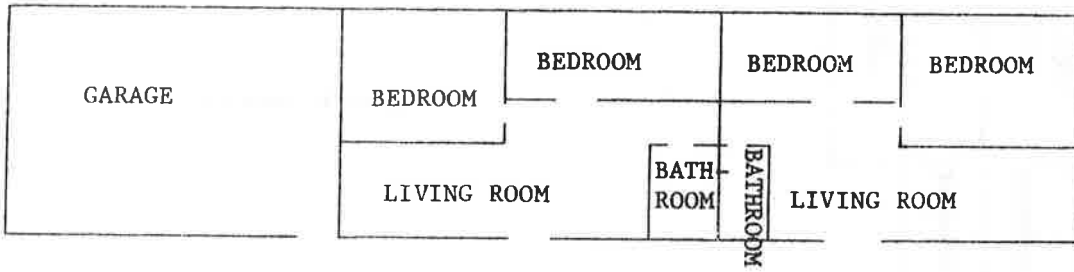 GARAGE
BEDROOM
BEDROOM
BEDROOM
BEDROOM
LIVING ROOM
BATH-
ROOM
BATHROOM
LIVING ROOM